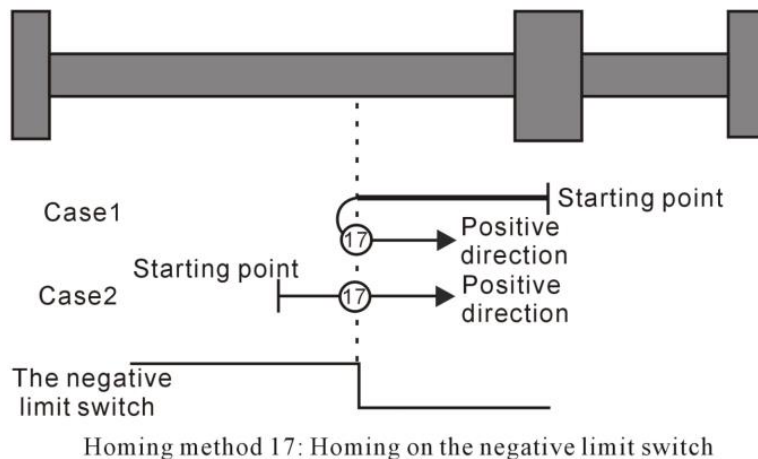 Starting point
Case1
17
Positive
direction
Starting point
Case2
17
Positive
direction
The negative
limit switch
Homing method 17: Homing on the negative limit switch